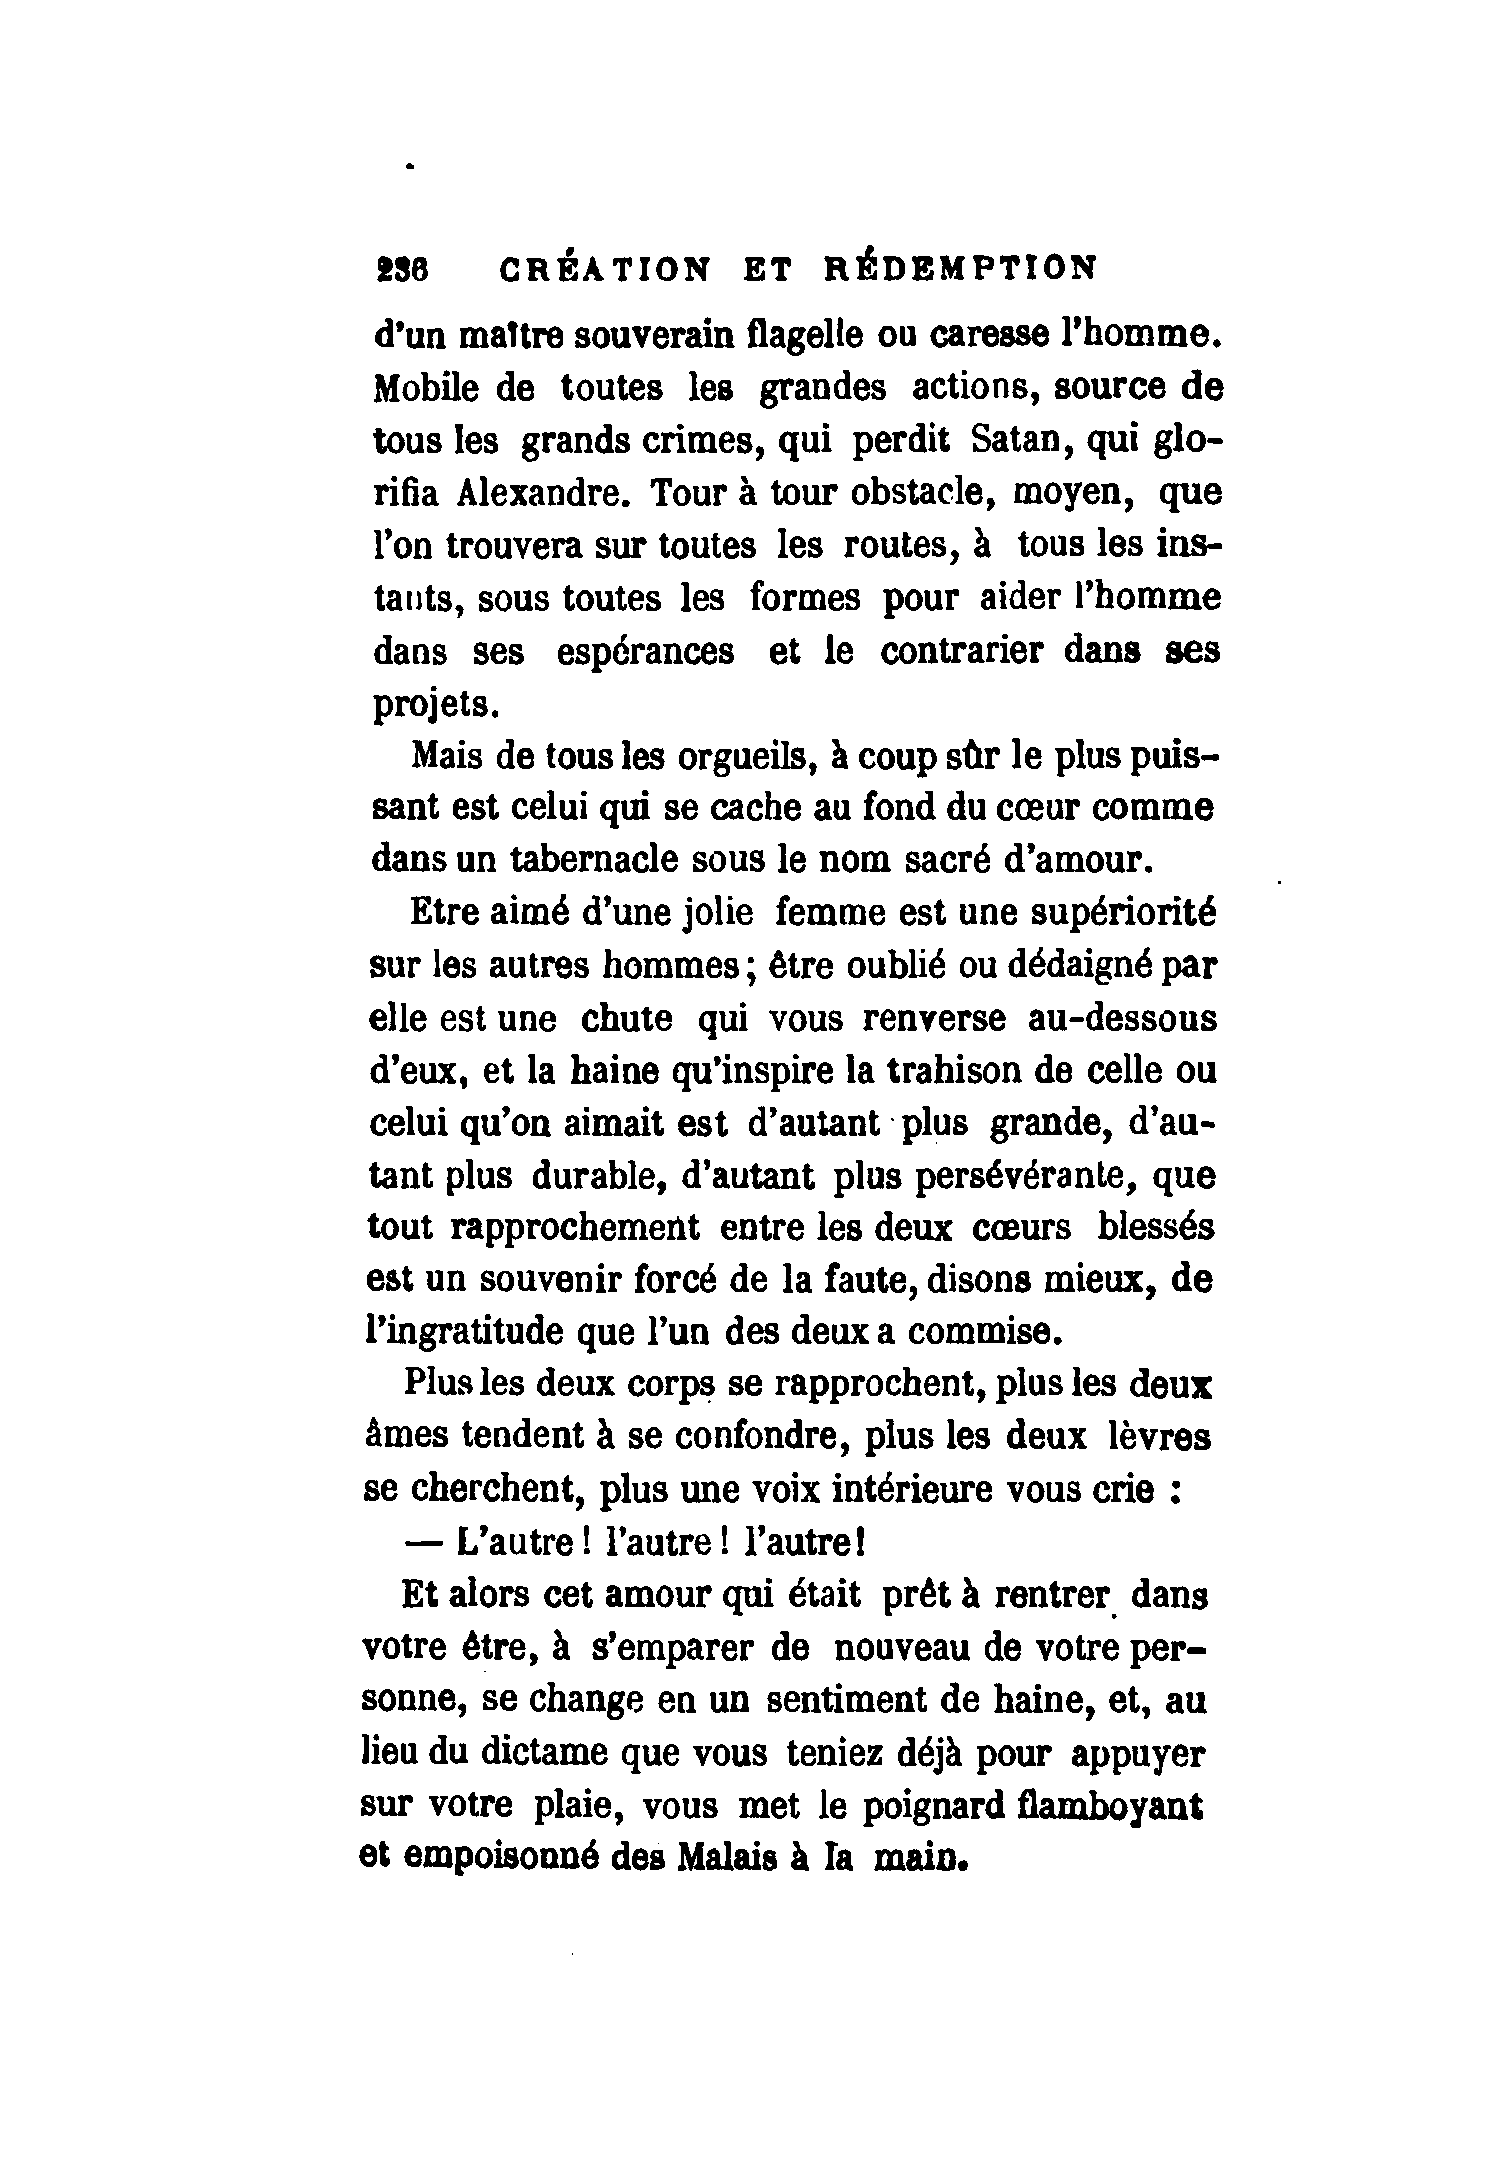 236 CRÉATION ET RÉDEMPTION
d'un maître souverain flagelle ou caresse l'homme.
Mobile de toutes les grandes actions, source de
tous les grands crimes, qui perdit Satan, qui glo-
rifia Alexandre. Tour à tour obstacle, moyen, que
l'on trouvera sur toutes les routes, à tous les ins-
tants, sous toutes les formes pour aider l'homme
dans ses espérances et le contrarier dans ses
projets.
Mais de tous les orgueils, à coup sûr le plus puis-
sant est celui qui se cache au fond du cœur comme
dans un tabernacle sous le nom sacré d'amour.
Etre aimé d'une jolie femme est une supériorité
sur les autres hommes; être oublié ou dédaigné par
elle est une chute qui vous renverse au-dessous
d'eux, et la haine qu'inspire la trahison de celle ou
celui qu'on aimait est d'autant plus grande, d'au-
tant plus durable, d'autant plus persévérante, que
tout rapprochement entre les deux cœurs blessés
est un souvenir forcé de la faute, disons mieux, de
l'ingratitude que l'un des deux a commise.
Plus les deux corps se rapprochent, plus les deux
âmes tendent à se confondre, plus les deux lèvres
se cherchent, plus une voix intérieure vous crie :
— L'autre ! l'autre ! l'autre !
Et alors cet amour qui était prêt à rentrer dans
votre être, à s'emparer de nouveau de votre per-
sonne, se change en un sentiment de haine, et, au
lieu du dictame que vous teniez déjà pour appuyer
sur votre plaie, vous met le poignard flamboyant
et empoisonné des Malais à la main.